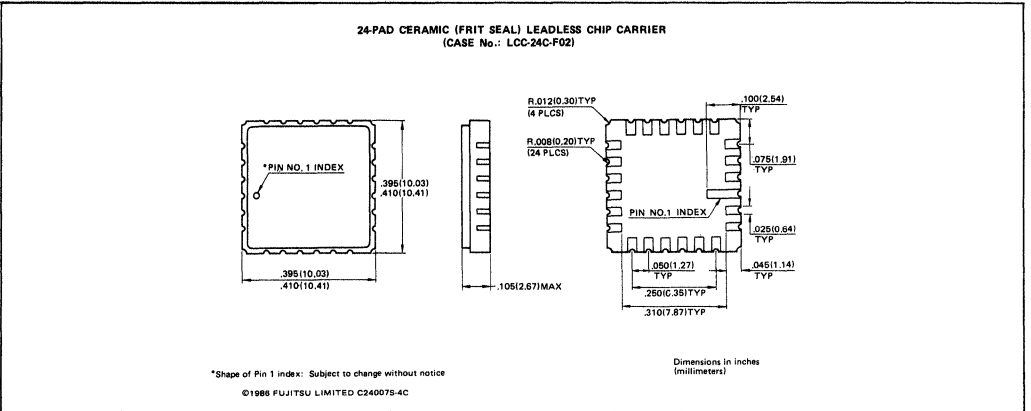 24-PAD CERAMIC (FRIT SEAL) LEADLESS CHIP CARRIER
(CASE No.: LCC-24C-F02)
*PIN NO. 1 INDEX
.395(10.03)
.410(10.41)
.395(10.03)
.410(10.41)
.105(2.67)MAX
R.012(0.30)TYP
(4 PLCS)
R.008(0.20)TYP
(24 PLCS)
.100(2.54)
TYP
.075(1.91)
TYP
PIN NO.1 INDEX
.025(0.64)
TYP
.050(1.27)
TYP
.045(1.14)
TYP
.250(6.35)TYP
.310(7.87)TYP
*Shape of Pin 1 index: Subject to change without notice
©1986 FUJITSU LIMITED C24007S-4C
Dimensions in inches
(millimeters)